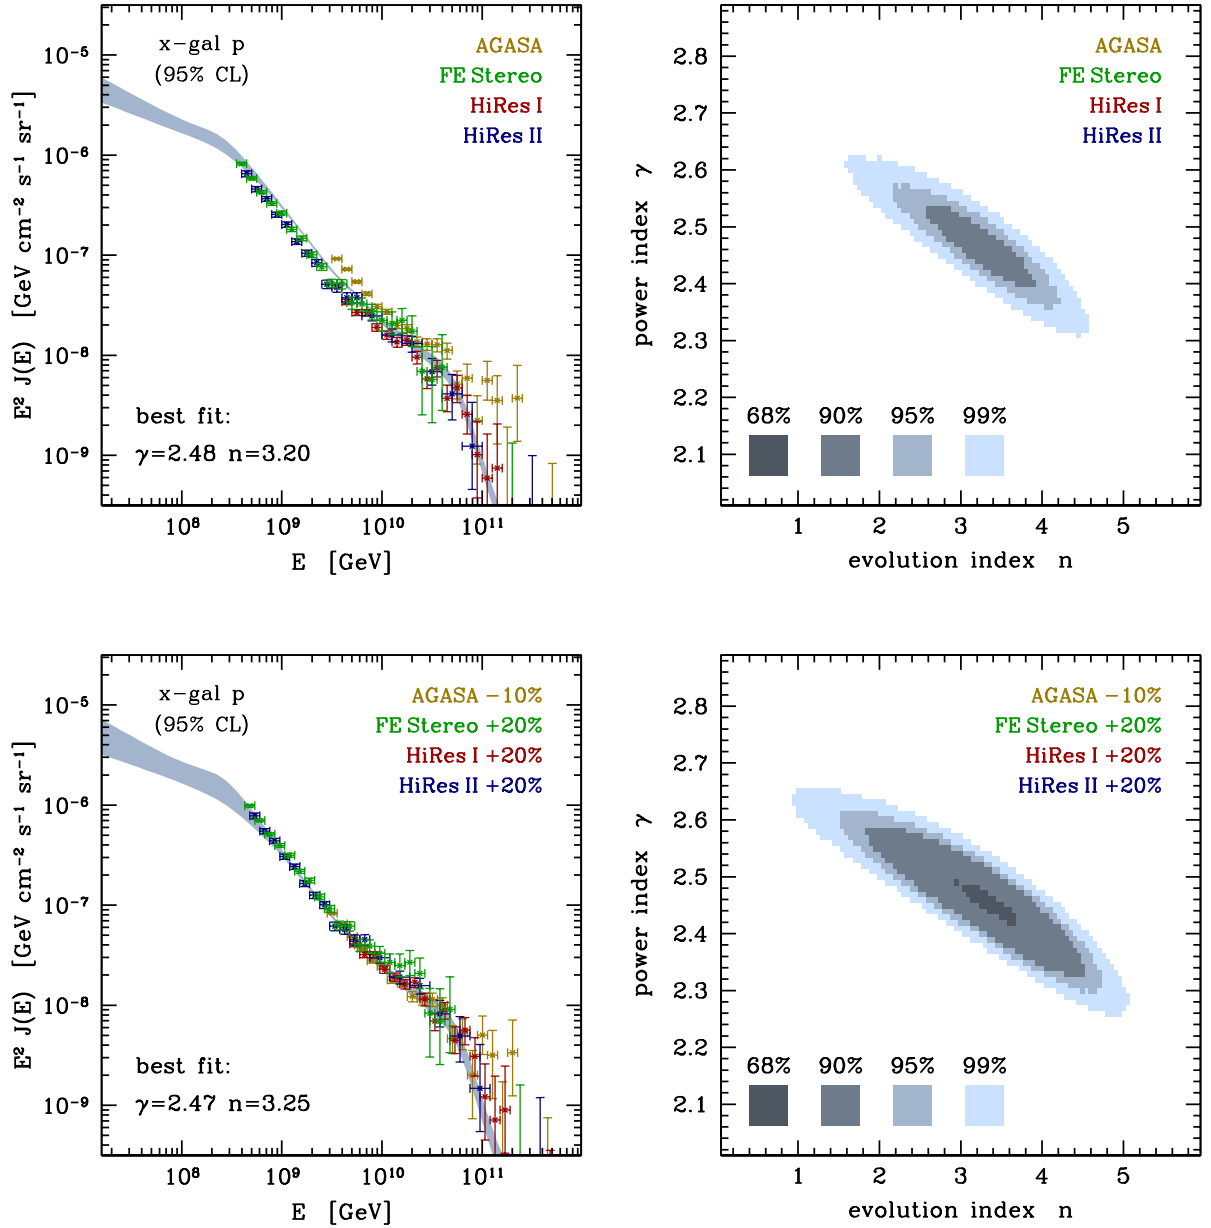 x-gal p
(95% CL)
AGASA
FE Stereo
HiRes I
HiRes II
best fit:
γ=2.48 n=3.20
10⁻⁵
10⁻⁶
10⁻⁷
10⁻⁸
10⁻⁹
E² J(E) [GeV cm⁻² s⁻¹ sr⁻¹]
10⁸ 10⁹ 10¹⁰ 10¹¹
E [GeV]
AGASA
FE Stereo
HiRes I
HiRes II
2.8
2.7
2.6
2.5
2.4
2.3
2.2
2.1
power index γ
68% 90% 95% 99%
1 2 3 4 5
evolution index n
x-gal p
(95% CL)
AGASA −10%
FE Stereo +20%
HiRes I +20%
HiRes II +20%
best fit:
γ=2.47 n=3.25
10⁻⁵
10⁻⁶
10⁻⁷
10⁻⁸
10⁻⁹
E² J(E) [GeV cm⁻² s⁻¹ sr⁻¹]
10⁸ 10⁹ 10¹⁰ 10¹¹
E [GeV]
AGASA −10%
FE Stereo +20%
HiRes I +20%
HiRes II +20%
2.8
2.7
2.6
2.5
2.4
2.3
2.2
2.1
power index γ
68% 90% 95% 99%
1 2 3 4 5
evolution index n